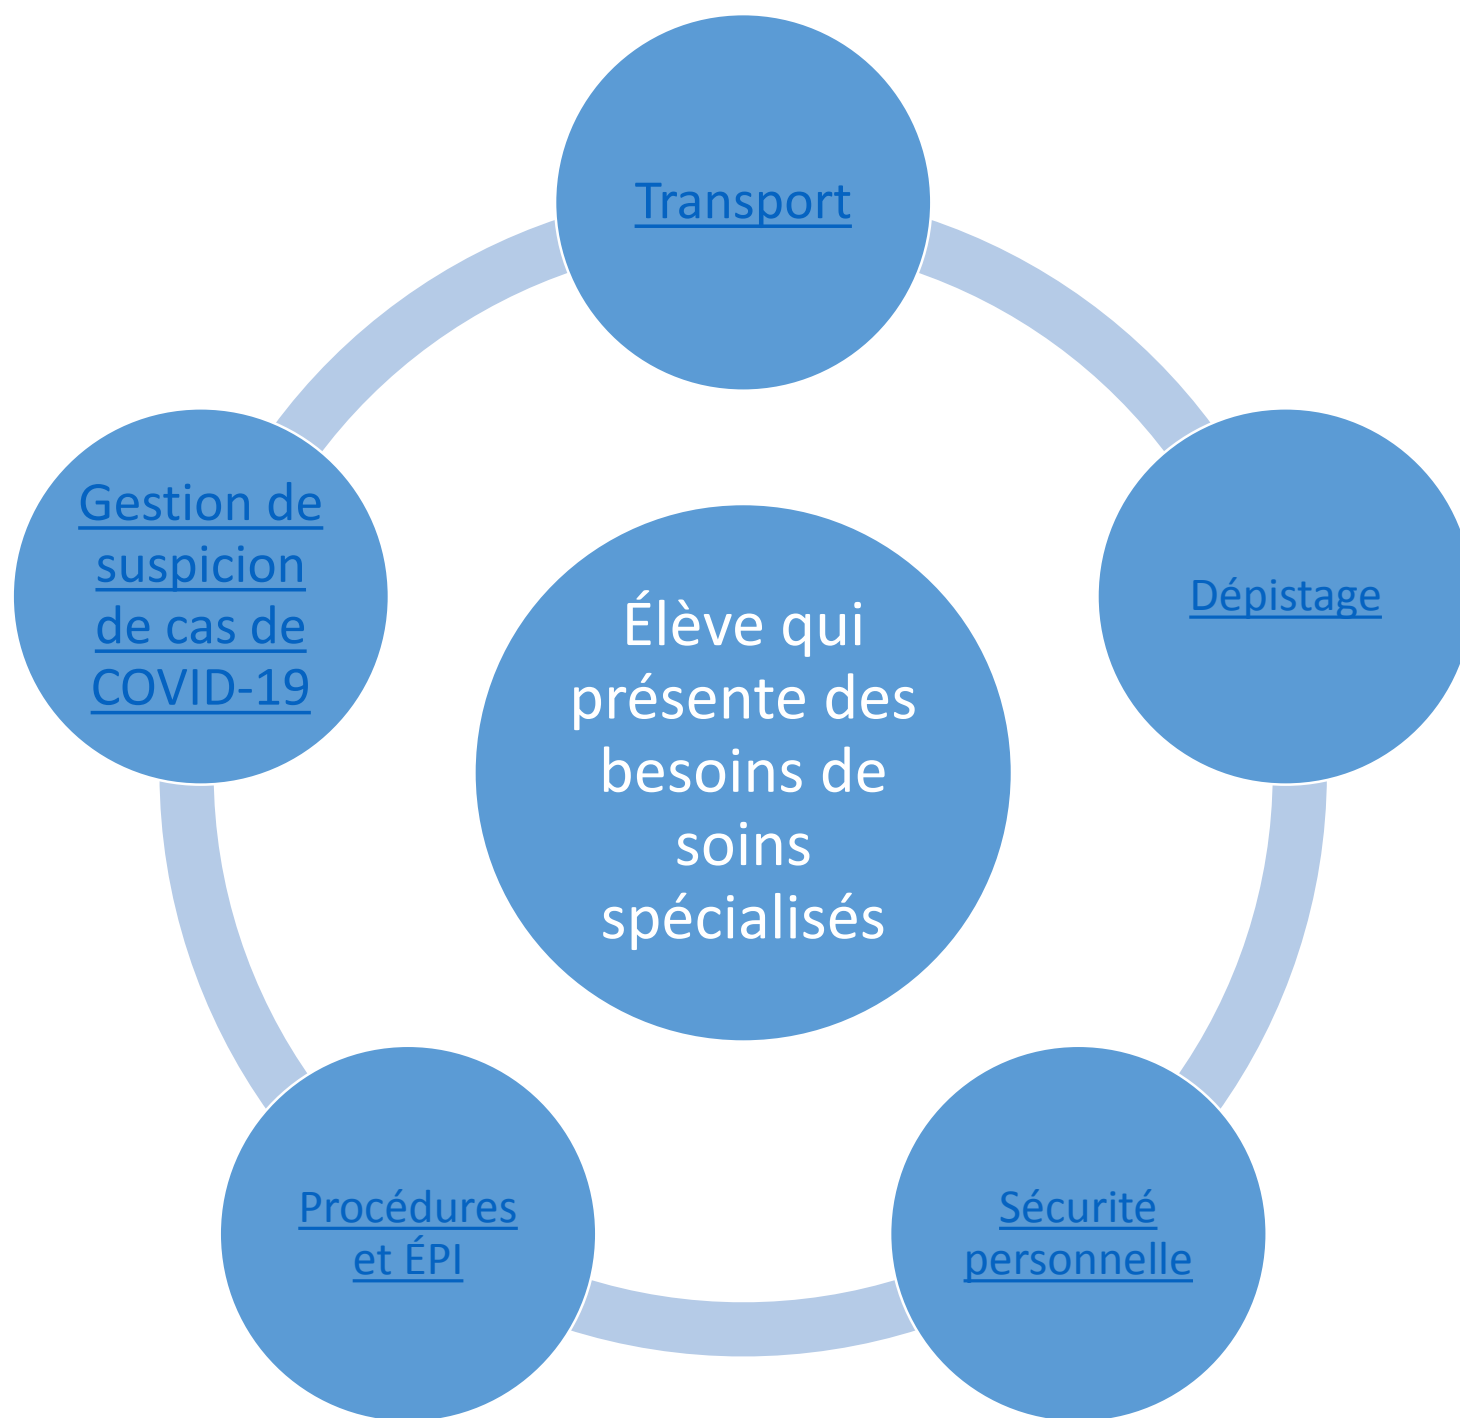 Transport
Gestion de
suspicion
de cas de
COVID-19
Dépistage
Élève qui
présente des
besoins de
soins
spécialisés
Procédures
et ÉPI
Sécurité
personnelle